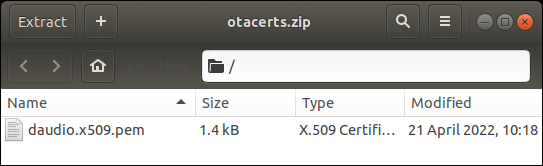 Extract + otacerts.zip
Location: /
Name Size Type Modified
daudio.x509.pem 1.4 kB X.509 Certifi… 21 April 2022, 10:18